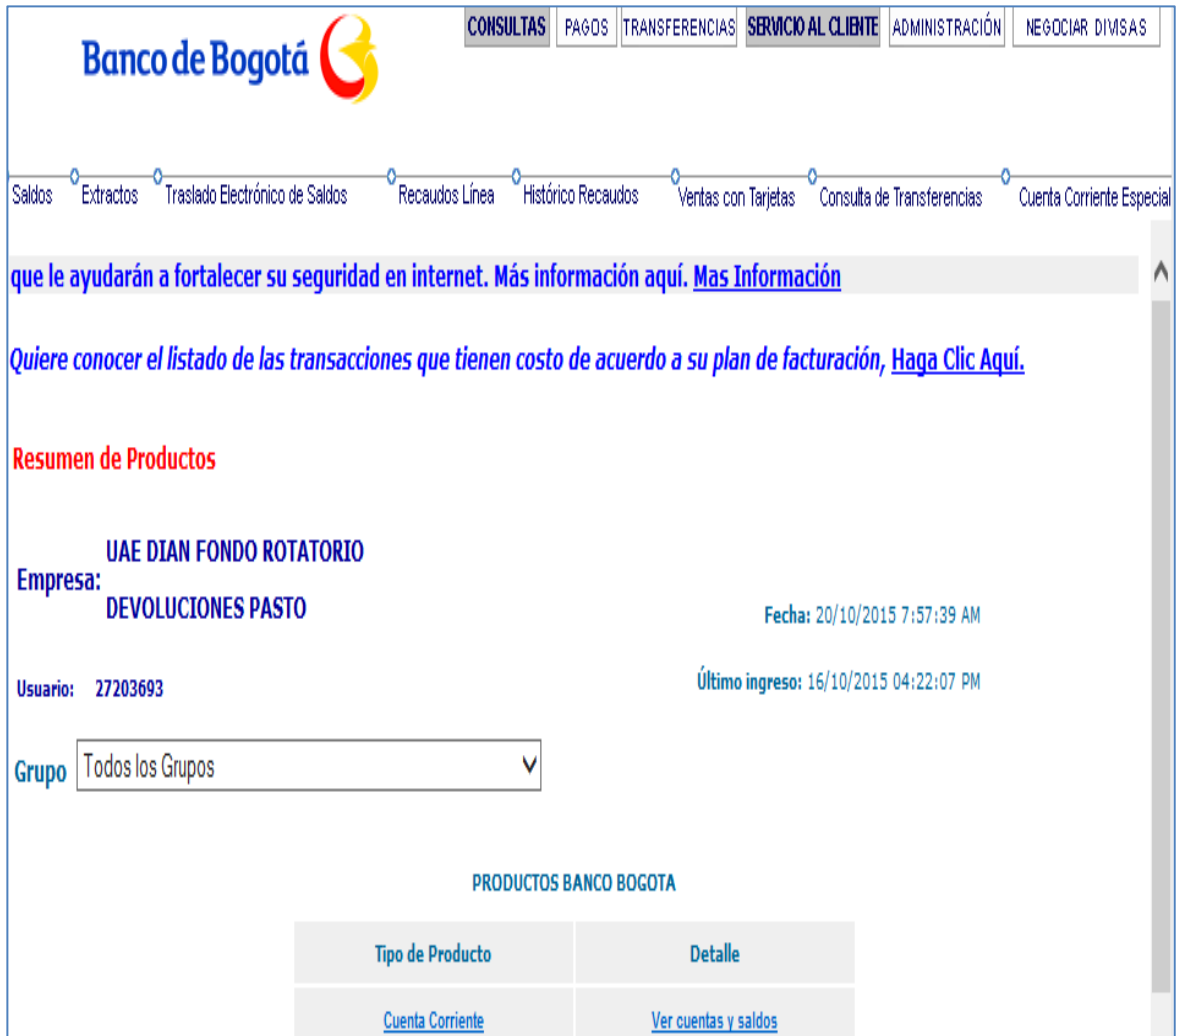 Banco de Bogotá
CONSULTAS PAGOS TRANSFERENCIAS SERVICIO AL CLIENTE ADMINISTRACIÓN NEGOCIAR DIVISAS
Saldos Extractos Traslado Electrónico de Saldos Recaudos Línea Histórico Recaudos Ventas con Tarjetas Consulta de Transferencias Cuenta Corriente Especial
que le ayudarán a fortalecer su seguridad en internet. Más información aquí. Mas Información
Quiere conocer el listado de las transacciones que tienen costo de acuerdo a su plan de facturación, Haga Clic Aquí.
Resumen de Productos
Empresa: UAE DIAN FONDO ROTATORIO
DEVOLUCIONES PASTO
Fecha: 20/10/2015 7:57:39 AM
Usuario: 27203693
Último ingreso: 16/10/2015 04:22:07 PM
Grupo Todos los Grupos
PRODUCTOS BANCO BOGOTA
Tipo de Producto Detalle
Cuenta Corriente Ver cuentas y saldos